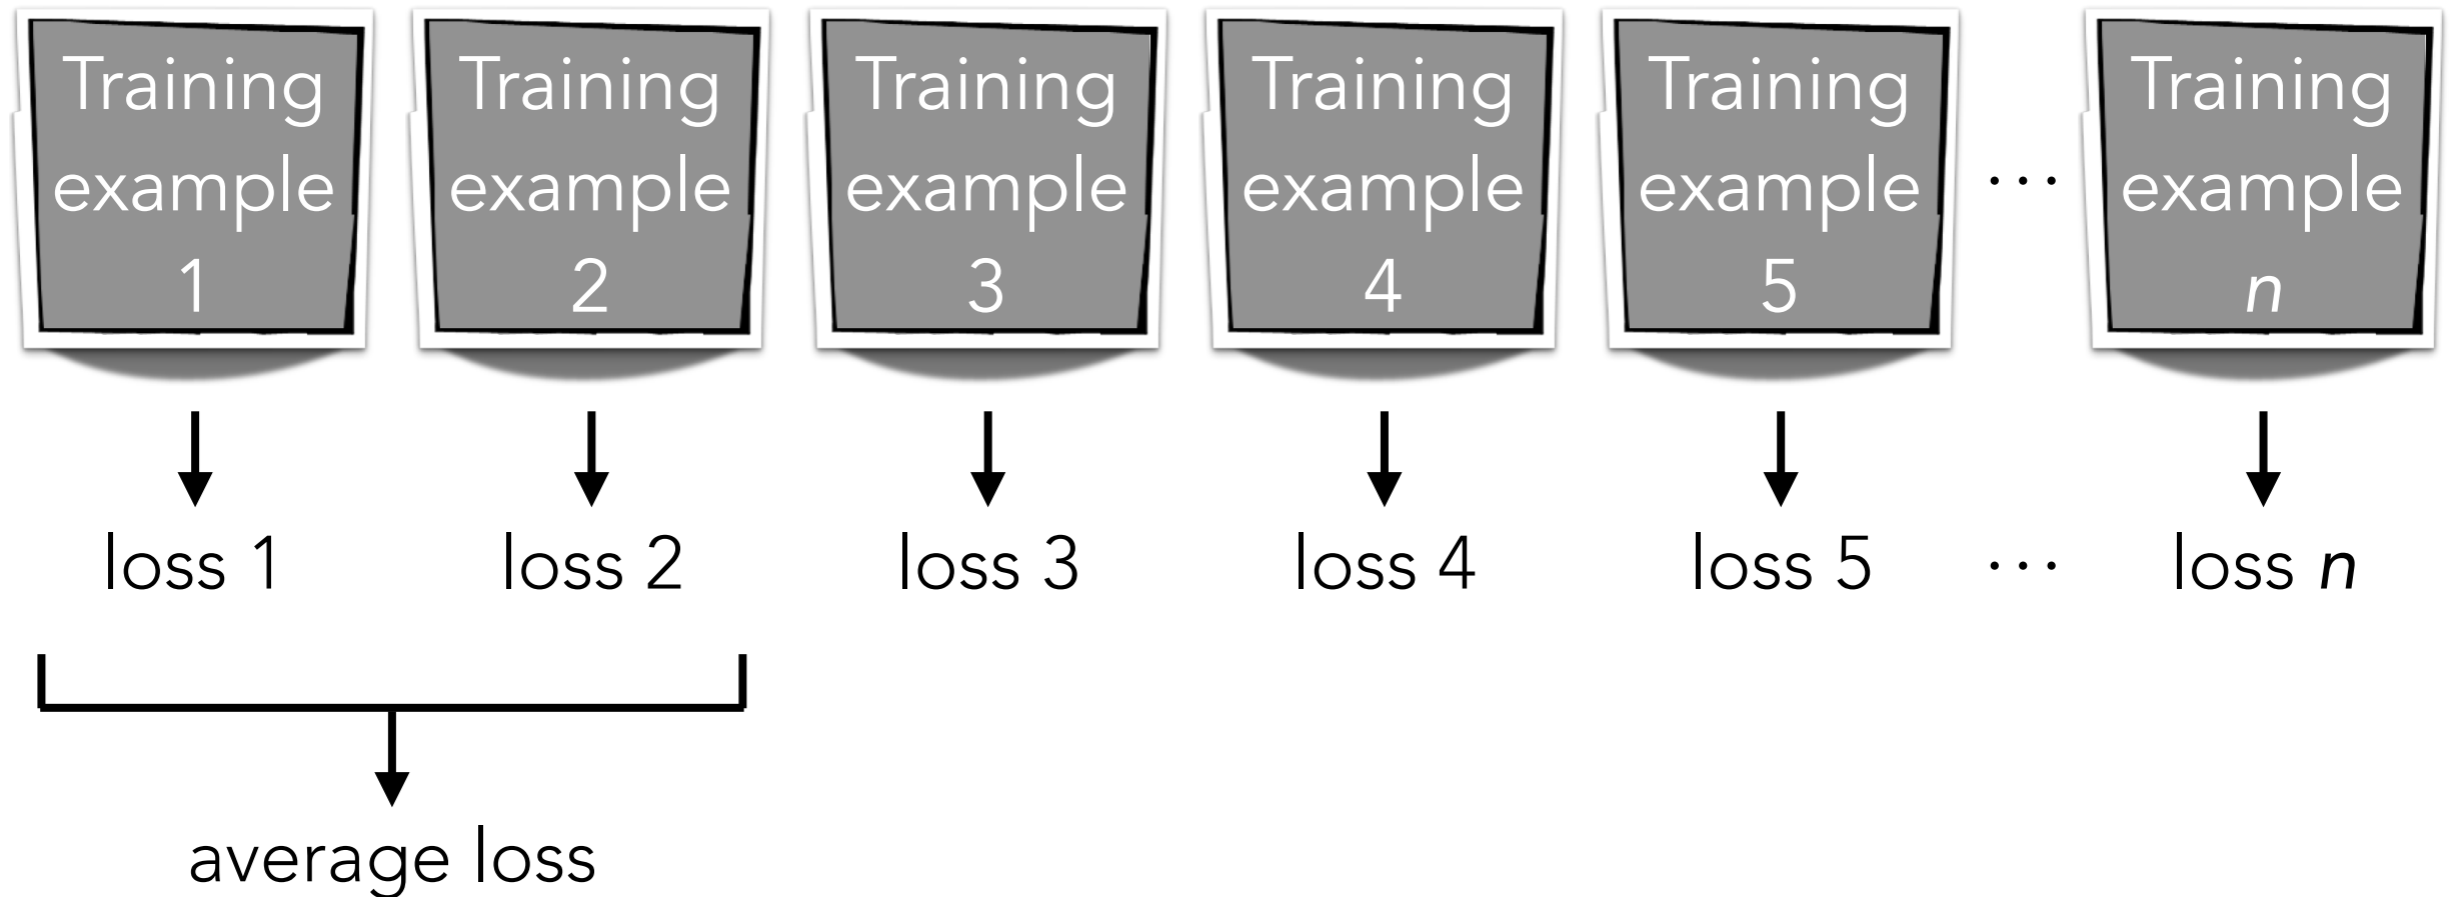 Training
example
1
Training
example
2
Training
example
3
Training
example
4
Training
example
5
...
Training
example
n
loss 1
loss 2
loss 3
loss 4
loss 5
...
loss n
average loss